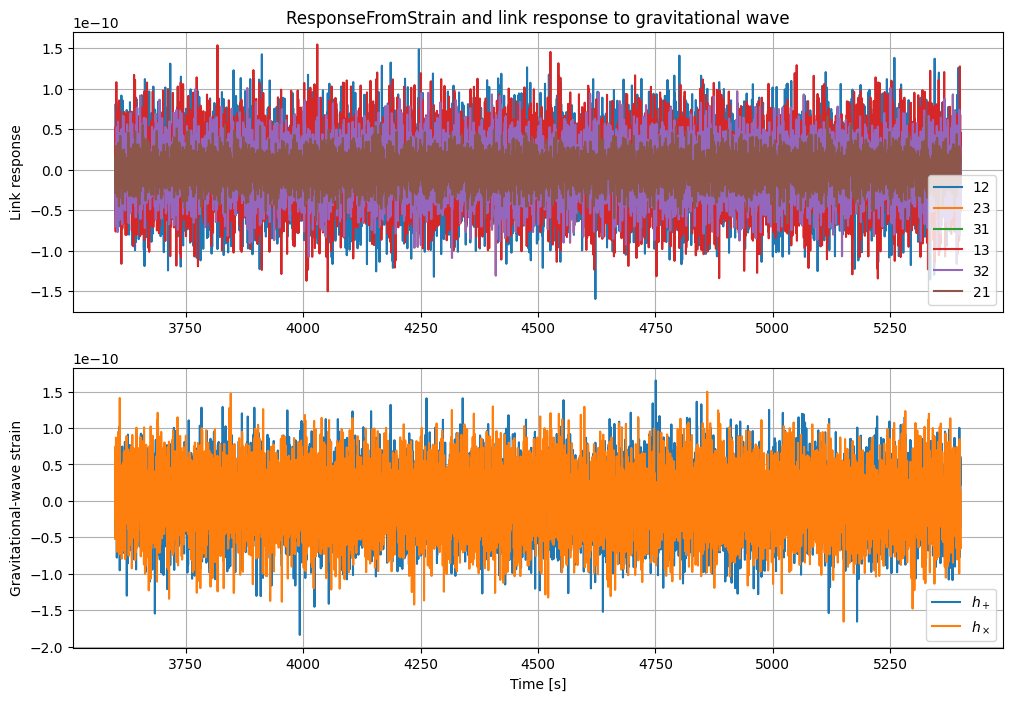 ResponseFromStrain and link response to gravitational wave
1e−10
Link response
1.5
1.0
0.5
0.0
−0.5
−1.0
−1.5
12
23
31
13
32
21
3750 4000 4250 4500 4750 5000 5250
1e−10
Gravitational-wave strain
1.5
1.0
0.5
0.0
−0.5
−1.0
−1.5
−2.0
h+
h×
3750 4000 4250 4500 4750 5000 5250
Time [s]